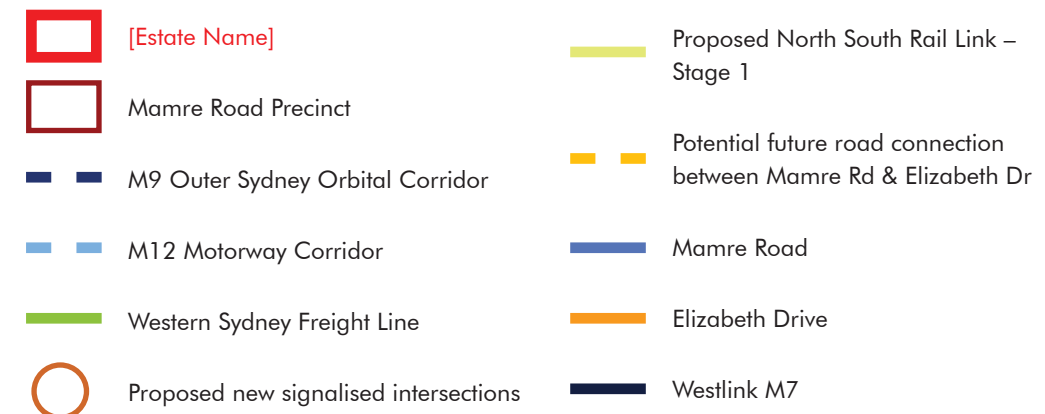 [Estate Name]
Mamre Road Precinct
M9 Outer Sydney Orbital Corridor
M12 Motorway Corridor
Western Sydney Freight Line
Proposed new signalised intersections
Proposed North South Rail Link –
Stage 1
Potential future road connection
between Mamre Rd & Elizabeth Dr
Mamre Road
Elizabeth Drive
Westlink M7